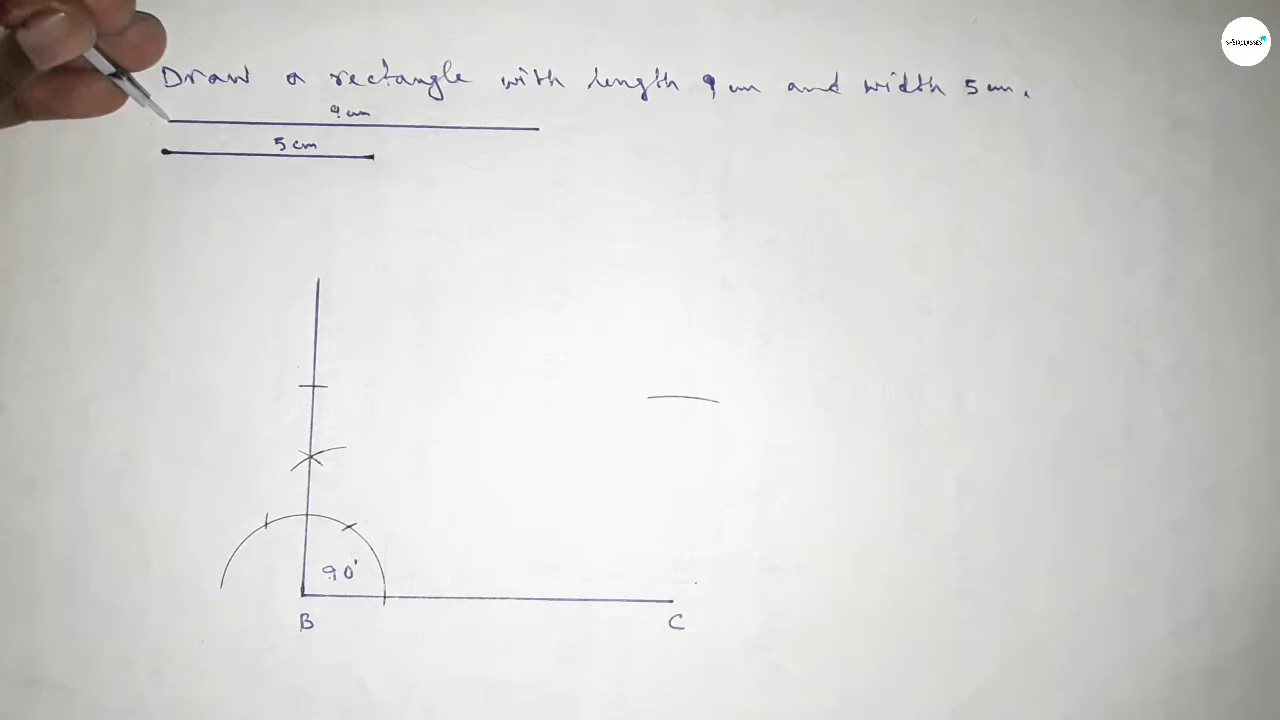 Draw a rectangle with length 9 cm and width 5 cm.
9 cm
5 cm
90°
B
C